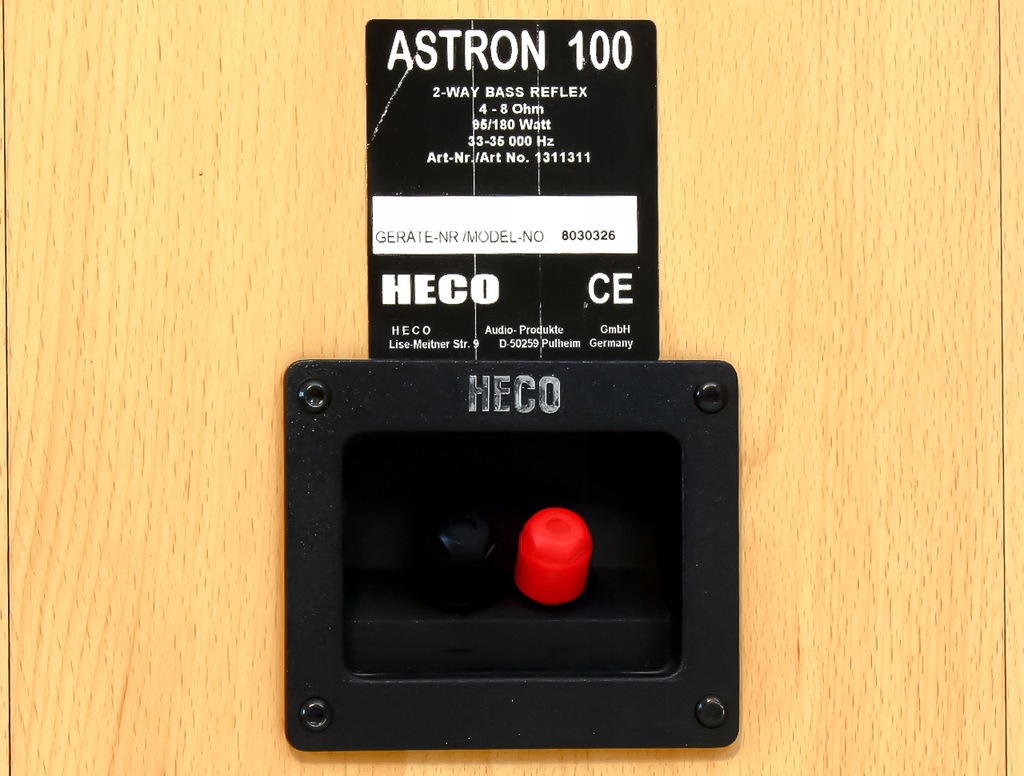 ASTRON 100
2-WAY BASS REFLEX
4 - 8 Ohm
95/180 Watt
33-35 000 Hz
Art-Nr./Art No. 1311311
GERÄTE-NR /MODEL-NO. 8030326
HECO CE
HECO Audio- Produkte GmbH
Lise-Meitner Str. 9 D-50259 Pulheim Germany
HECO
- +